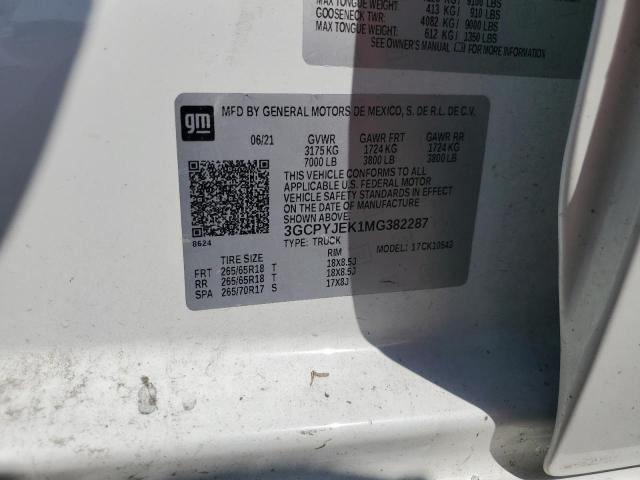 MAX TONGUE WGT: 413 KG/ 910 LBS
GOOSENECK TWR: 4082 KG/ 9000 LBS
MAX TONGUE WGT: 612 KG/ 1350 LBS
SEE OWNER'S MANUAL FOR MORE INFORMATION
gm
MFD BY GENERAL MOTORS DE MEXICO, S. DE R.L. DE C.V.
06/21 GVWR GAWR FRT GAWR RR
3175 KG 1724 KG 1724 KG
7000 LB 3800 LB 3800 LB
THIS VEHICLE CONFORMS TO ALL
APPLICABLE U.S. FEDERAL MOTOR
VEHICLE SAFETY STANDARDS IN EFFECT
ON THE DATE OF MANUFACTURE SHOWN ABOVE.
3GCPYJEK1MG382287
8624
TYPE: TRUCK MODEL: 17CK10543
TIRE SIZE RIM
FRT 265/65R18 T 18X8.5J
RR 265/65R18 T 18X8.5J
SPA 265/70R17 S 17X8J